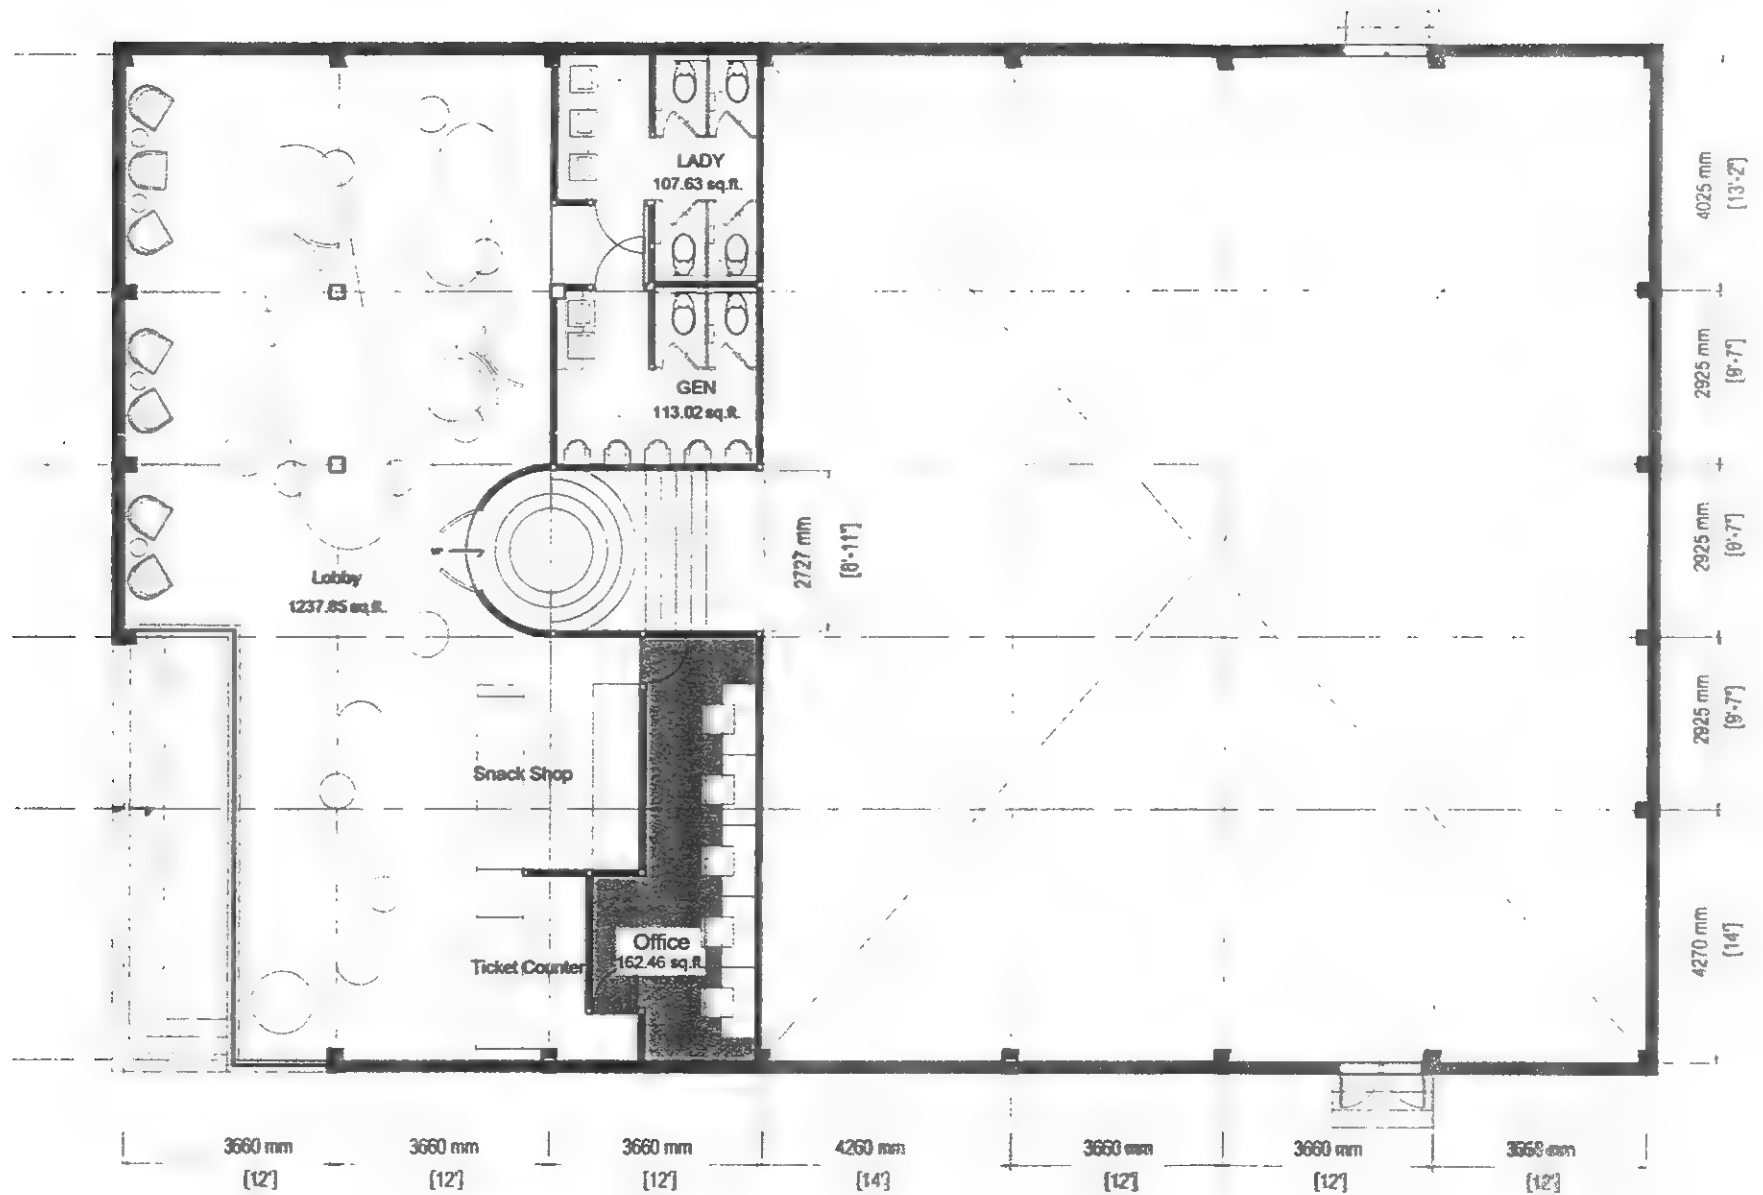 LADY
107.63 sq.ft.
4025 mm
[13'-2"]
2925 mm
[9'-7"]
GEN
113.02 sq.ft.
2727 mm
[8'-11"]
2925 mm
[9'-7"]
Lobby
1237.85 sq.ft.
2925 mm
[9'-7"]
Snack Shop
Office
162.46 sq.ft.
Ticket Counter
4270 mm
[14']
3660 mm
3660 mm
3660 mm
4260 mm
3660 mm
3660 mm
[12']
[12']
[12']
[14']
[12']
[12']
[12']